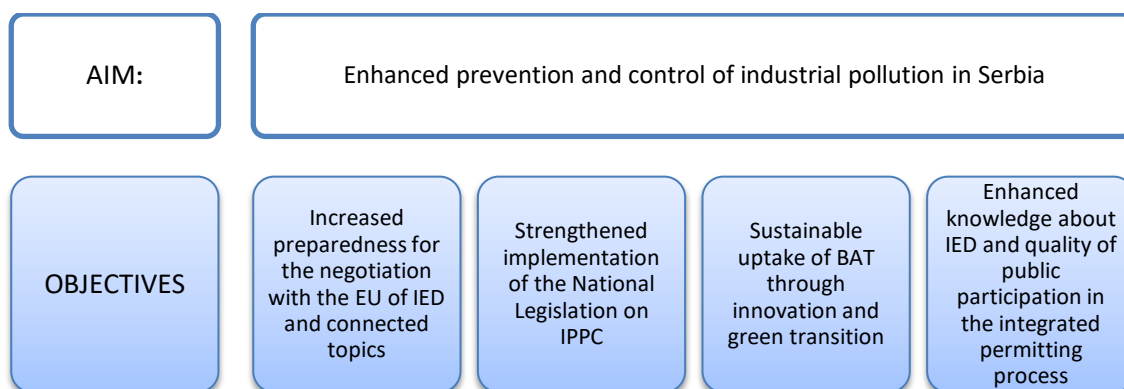 AIM:
Enhanced prevention and control of industrial pollution in Serbia
OBJECTIVES
Increased
preparedness for
the negotiation
with the EU of IED
and connected
topics
Strengthened
implementation
of the National
Legislation on
IPPC
Sustainable
uptake of BAT
through
innovation and
green transition
Enhanced
knowledge about
IED and quality of
public
participation in
the integrated
permitting
process